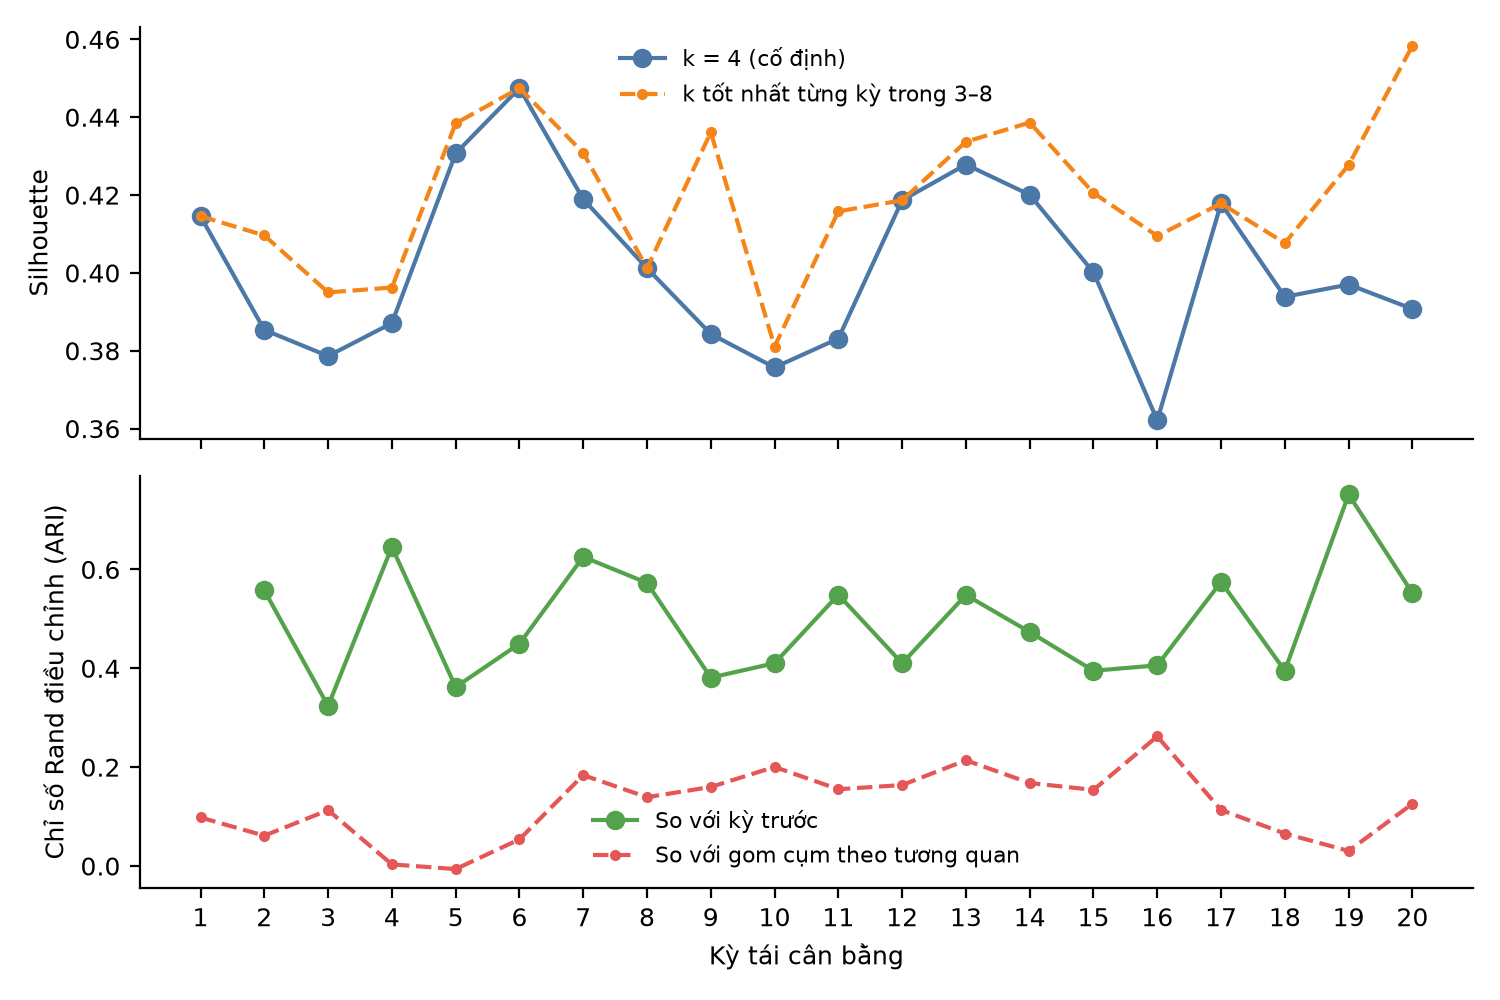 0.46
0.44
0.42
0.40
0.38
0.36
Silhouette
k = 4 (cố định)
k tốt nhất từng kỳ trong 3–8
0.6
0.4
0.2
0.0
Chỉ số Rand điều chỉnh (ARI)
So với kỳ trước
So với gom cụm theo tương quan
1 2 3 4 5 6 7 8 9 10 11 12 13 14 15 16 17 18 19 20
Kỳ tái cân bằng